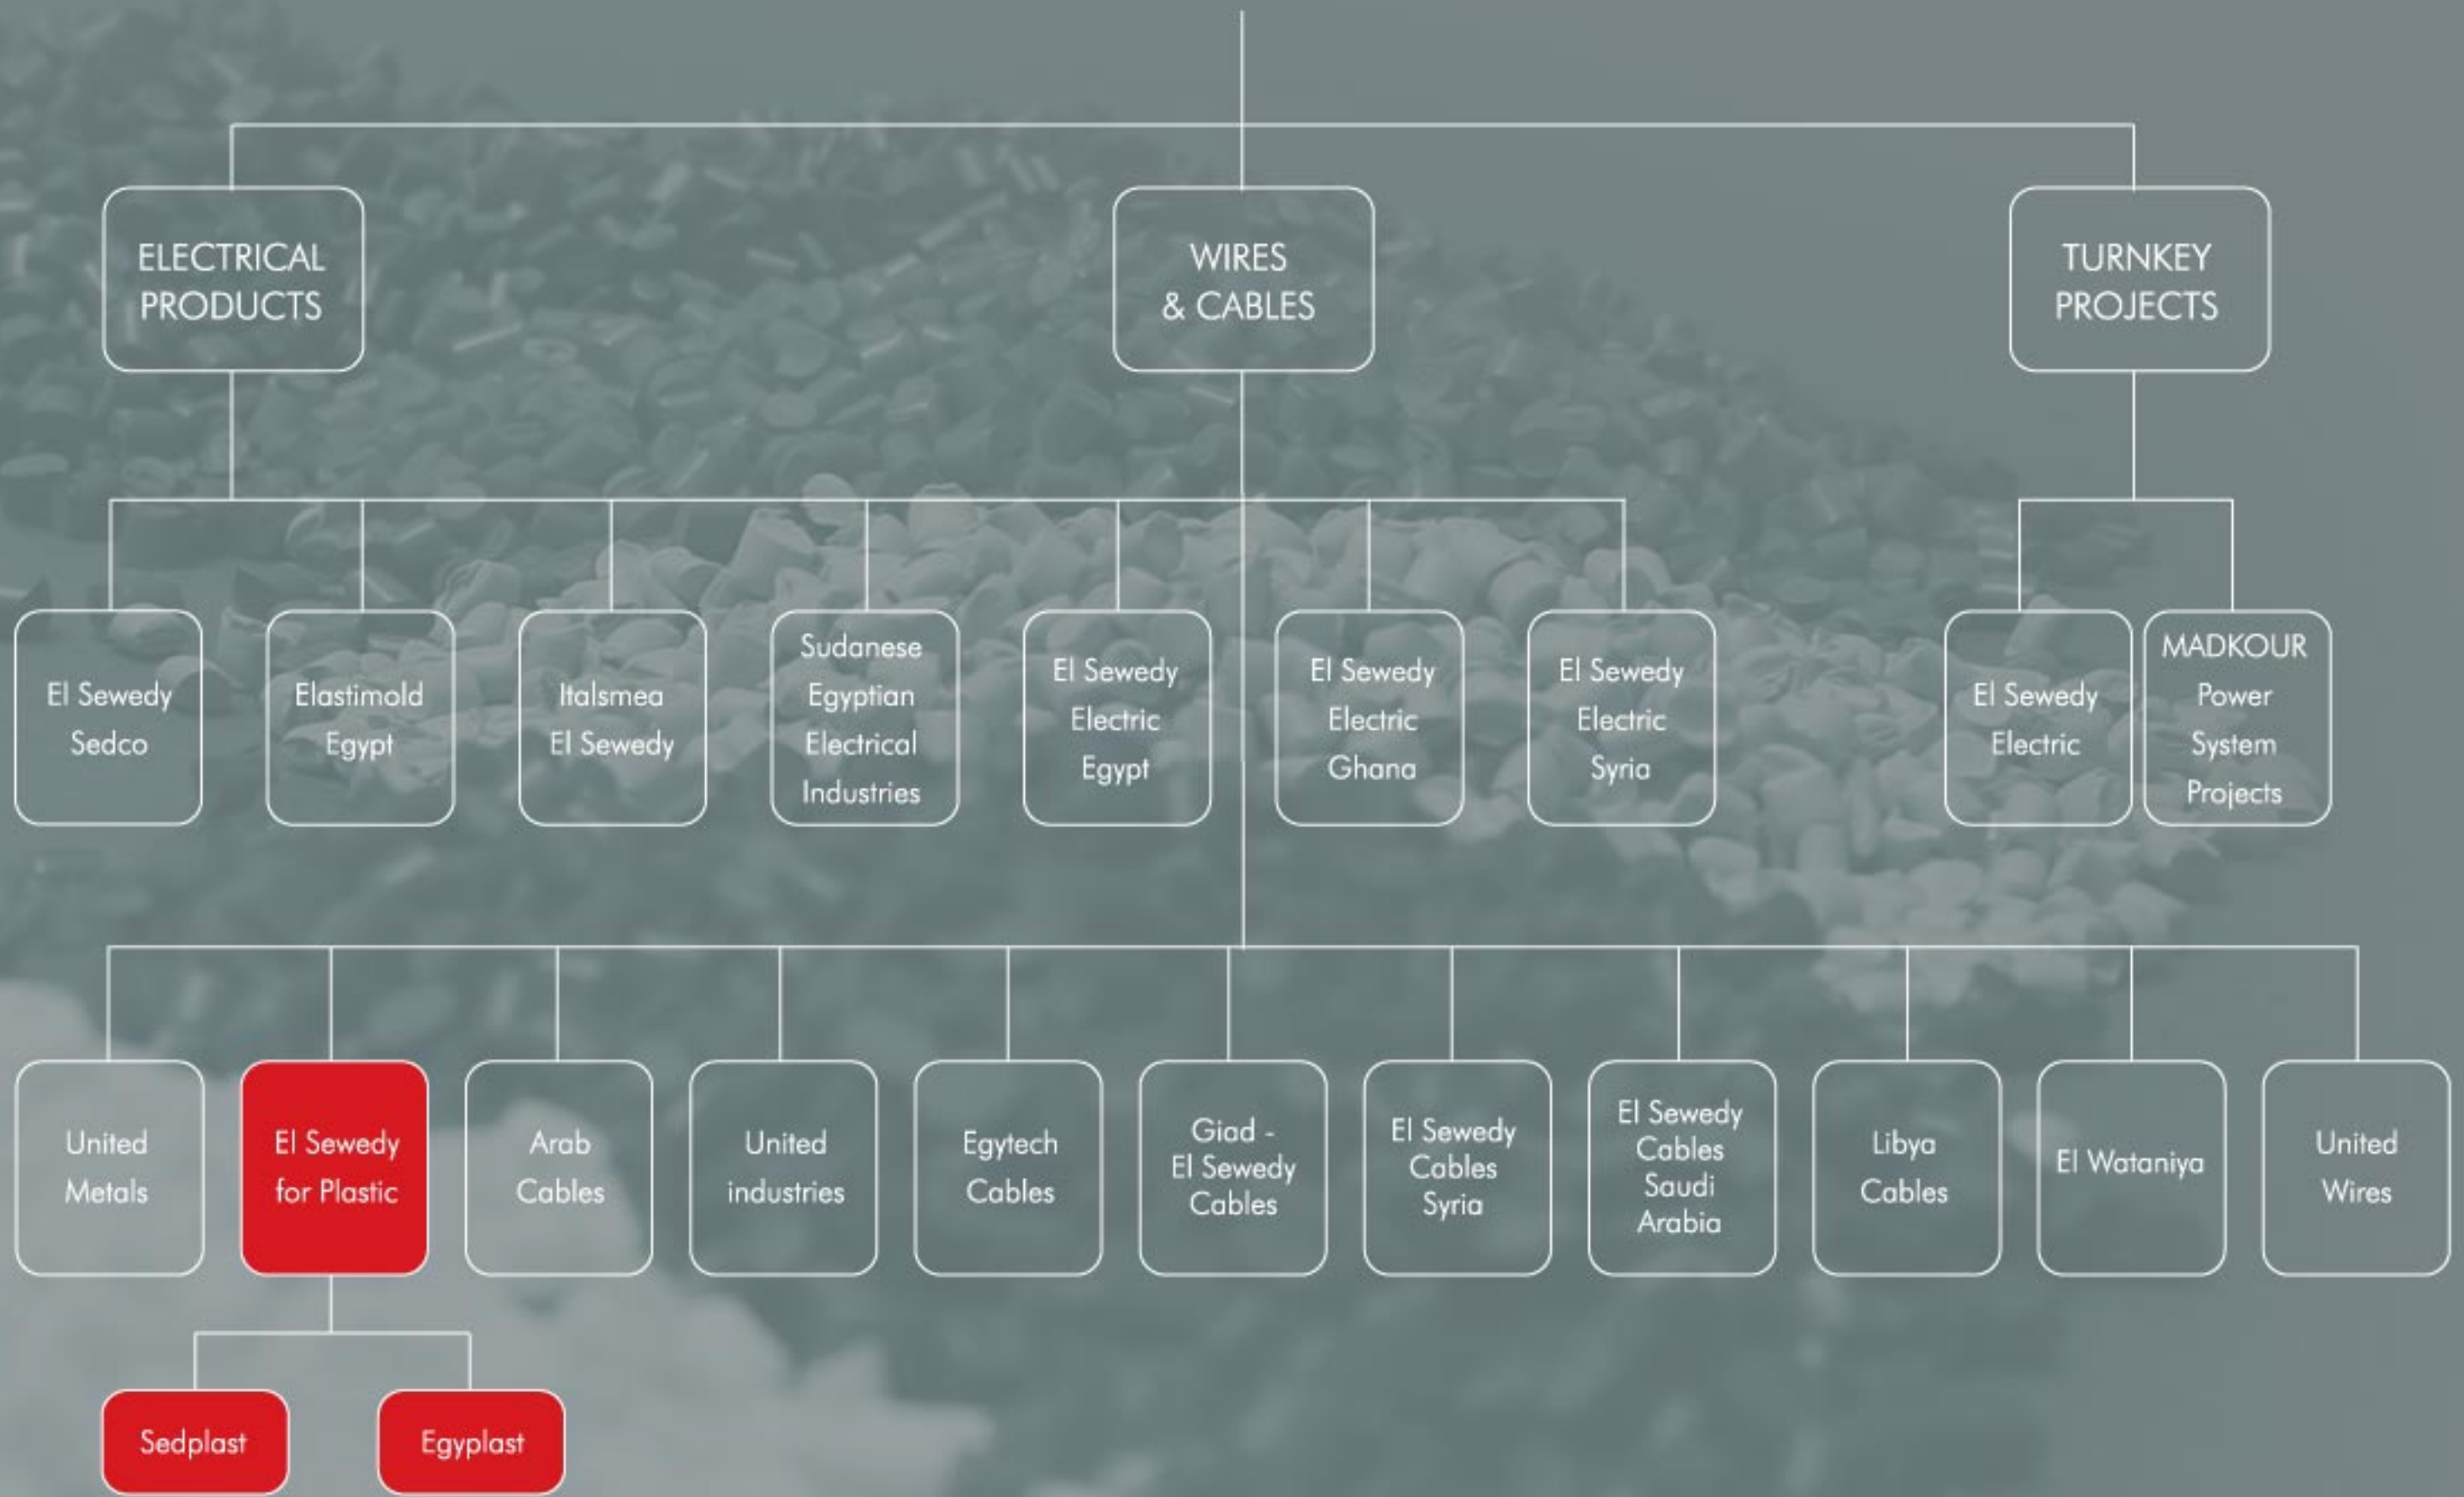 ELECTRICAL
PRODUCTS
WIRES
& CABLES
TURNKEY
PROJECTS
El Sewedy
Sedco
Elastimold
Egypt
Italsmea
El Sewedy
Sudanese
Egyptian
Electrical
Industries
El Sewedy
Electric
Egypt
El Sewedy
Electric
Ghana
El Sewedy
Electric
Syria
El Sewedy
Electric
MADKOUR
Power
System
Projects
United
Metals
El Sewedy
for Plastic
Arab
Cables
United
industries
Egytech
Cables
Giad -
El Sewedy
Cables
El Sewedy
Cables
Syria
El Sewedy
Cables
Saudi
Arabia
Libya
Cables
El Wataniya
United
Wires
Sedplast
Egyplast